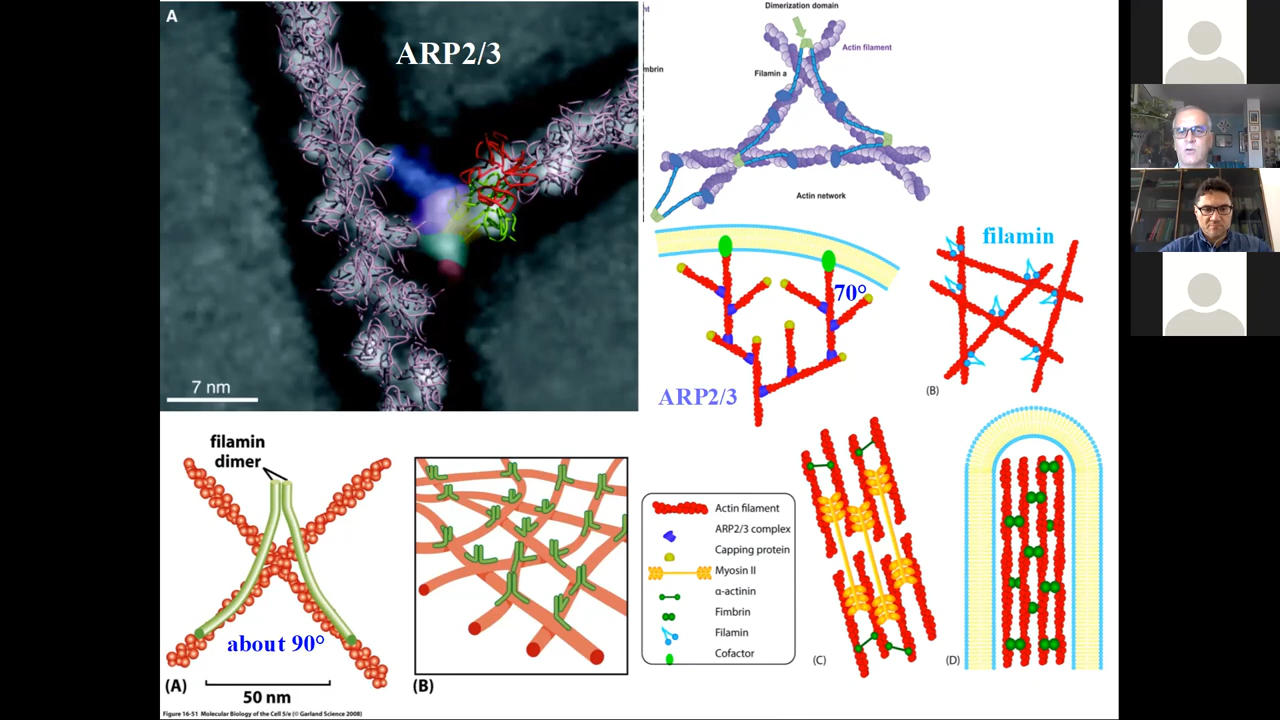 A
ARP2/3
7 nm
nt
mbrin
Dimerization domain
Actin filament
Filamin a
Actin network
70°
ARP2/3
filamin
(B)
filamin
dimer
about 90°
(A)
50 nm
(B)
Figure 16-51 Molecular Biology of the Cell 5/e (© Garland Science 2008)
Actin filament
ARP2/3 complex
Capping protein
Myosin II
α-actinin
Fimbrin
Filamin
Cofactor
(C)
(D)